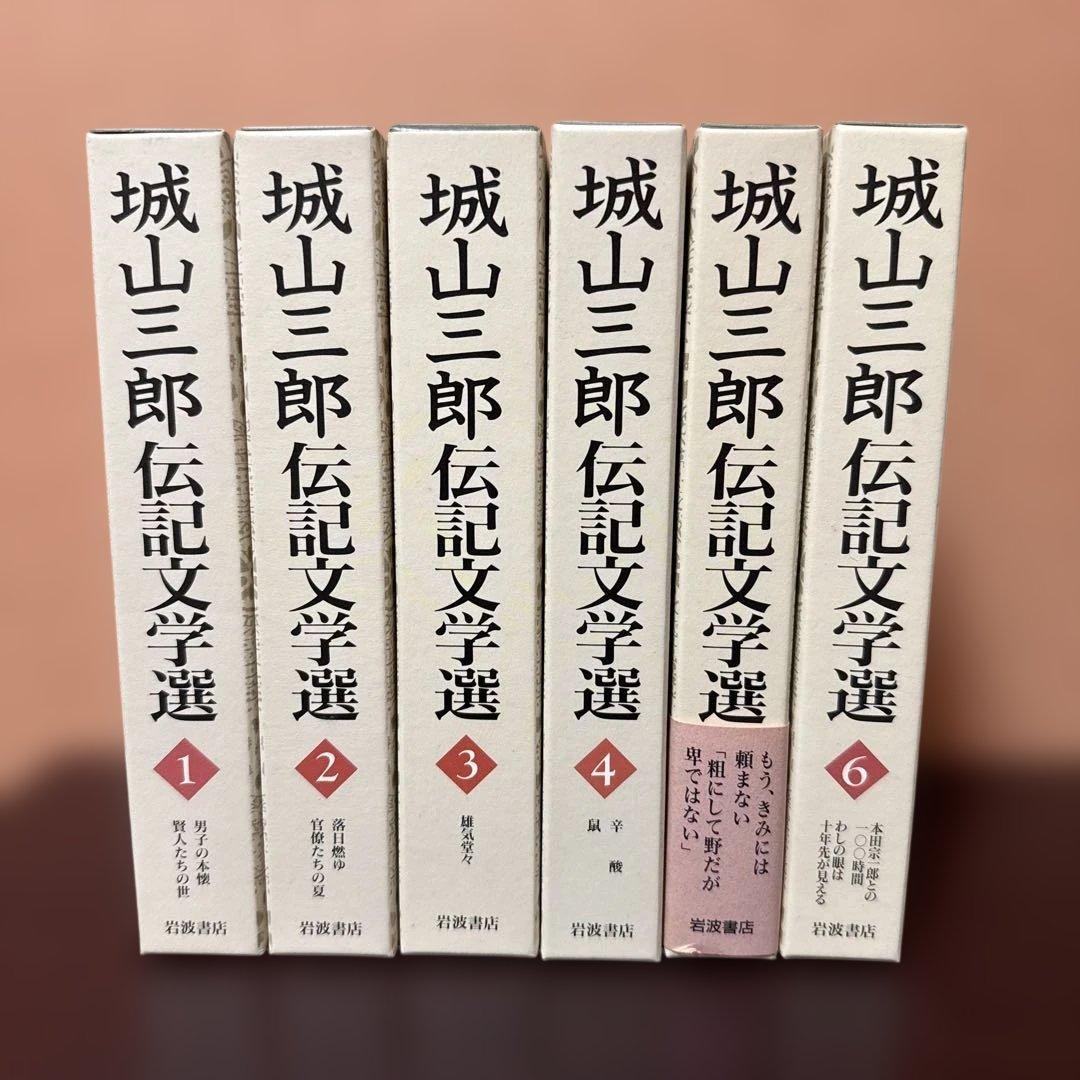 城山三郎伝記文学選
1
男子の本懐
賢人たちの世
岩波書店
城山三郎伝記文学選
2
落日燃ゆ
官僚たちの夏
岩波書店
城山三郎伝記文学選
3
雄気堂々
岩波書店
城山三郎伝記文学選
4
辛酸
鼠
岩波書店
城山三郎伝記文学選
もう、きみには
頼まない
「粗にして野だが
卑ではない」
岩波書店
城山三郎伝記文学選
6
本田宗一郎との
一〇〇時間
わしの眼は
十年先が見える
岩波書店